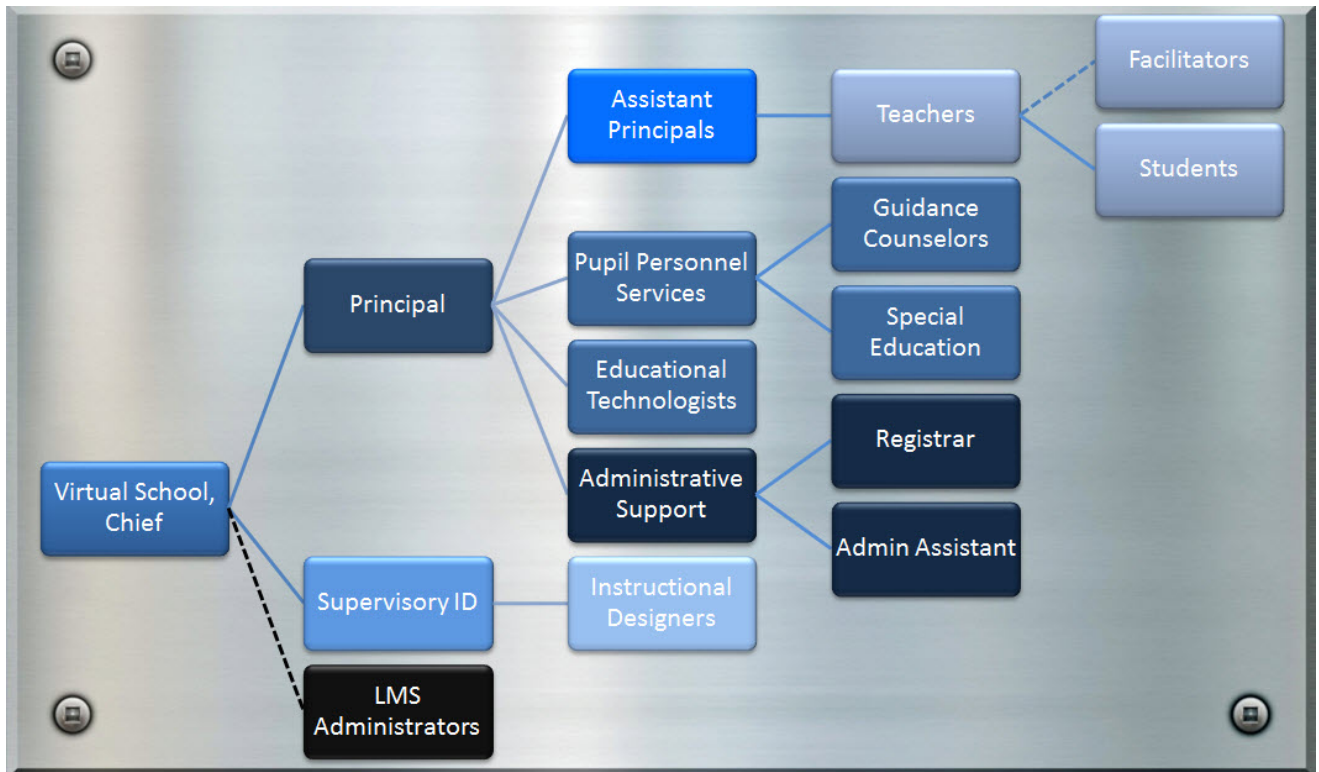 Facilitators
Assistant
Principals
Teachers
Students
Guidance
Counselors
Pupil Personnel
Services
Principal
Special
Education
Educational
Technologists
Registrar
Administrative
Support
Virtual School,
Chief
Admin Assistant
Supervisory ID
Instructional
Designers
LMS
Administrators